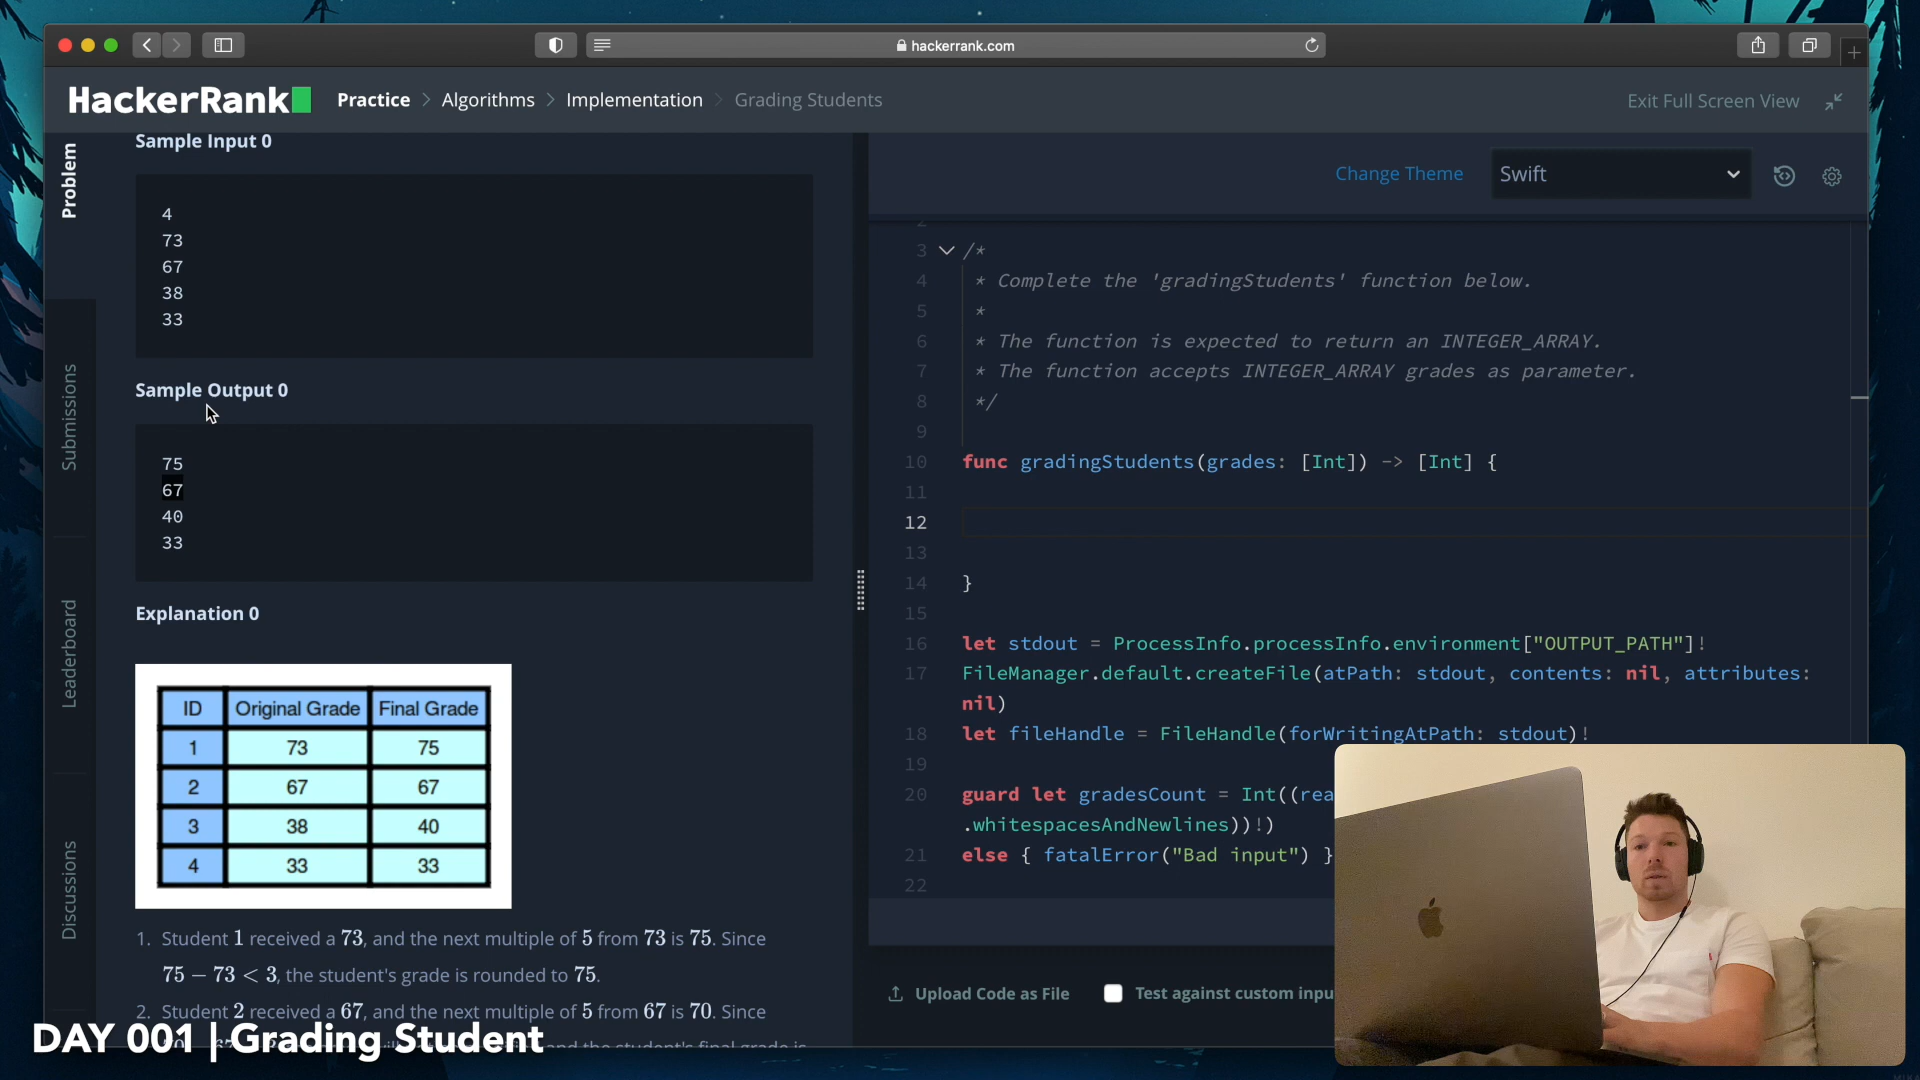 hackerrank.com
HackerRank
Practice > Algorithms > Implementation > Grading Students
Exit Full Screen View
Problem
Submissions
Leaderboard
Discussions
Sample Input 0
4
73
67
38
33
Sample Output 0
75
67
40
33
Explanation 0
ID Original Grade Final Grade
1 73 75
2 67 67
3 38 40
4 33 33
1. Student 1 received a 73, and the next multiple of 5 from 73 is 75. Since
75 − 73 < 3, the student's grade is rounded to 75.
2. Student 2 received a 67, and the next multiple of 5 from 67 is 70. Since
and the student's final grade is
DAY 001 | Grading Student
Change Theme
Swift
2
3 /*
4 * Complete the 'gradingStudents' function below.
5 *
6 * The function is expected to return an INTEGER_ARRAY.
7 * The function accepts INTEGER_ARRAY grades as parameter.
8 */
9
10 func gradingStudents(grades: [Int]) -> [Int] {
11
12
13
14 }
15
16 let stdout = ProcessInfo.processInfo.environment["OUTPUT_PATH"]!
17 FileManager.default.createFile(atPath: stdout, contents: nil, attributes:
nil)
18 let fileHandle = FileHandle(forWritingAtPath: stdout)!
19
20 guard let gradesCount = Int((rea
.whitespacesAndNewlines))!)
21 else { fatalError("Bad input") }
22
Upload Code as File
Test against custom inpu